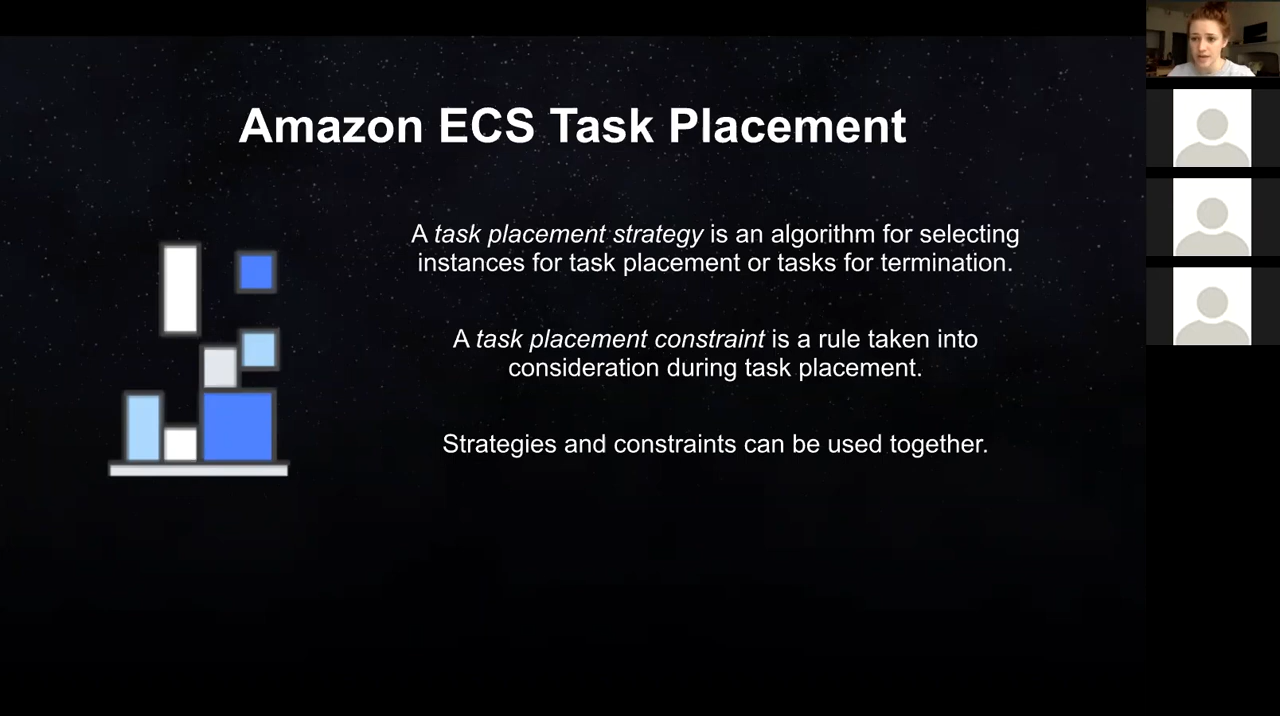 Amazon ECS Task Placement
A task placement strategy is an algorithm for selecting
instances for task placement or tasks for termination.
A task placement constraint is a rule taken into
consideration during task placement.
Strategies and constraints can be used together.